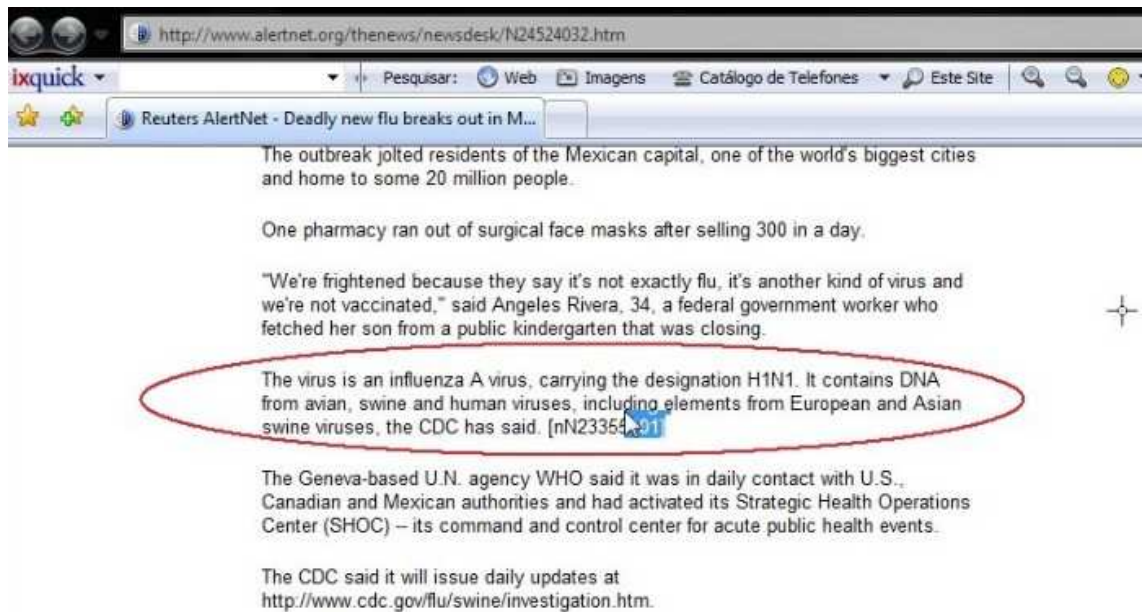 http://www.alertnet.org/thenews/newsdesk/N24524032.htm
ixquick Pesquisar: Web Imagens Catálogo de Telefones Este Site
Reuters AlertNet - Deadly new flu breaks out in M...
The outbreak jolted residents of the Mexican capital, one of the world's biggest cities
and home to some 20 million people.
One pharmacy ran out of surgical face masks after selling 300 in a day.
"We're frightened because they say it's not exactly flu, it's another kind of virus and
we're not vaccinated," said Angeles Rivera, 34, a federal government worker who
fetched her son from a public kindergarten that was closing.
The virus is an influenza A virus, carrying the designation H1N1. It contains DNA
from avian, swine and human viruses, including elements from European and Asian
swine viruses, the CDC has said.
The Geneva-based U.N. agency WHO said it was in daily contact with U.S.,
Canadian and Mexican authorities and had activated its Strategic Health Operations
Center (SHOC) – its command and control center for acute public health events.
The CDC said it will issue daily updates at
http://www.cdc.gov/flu/swine/investigation.htm.